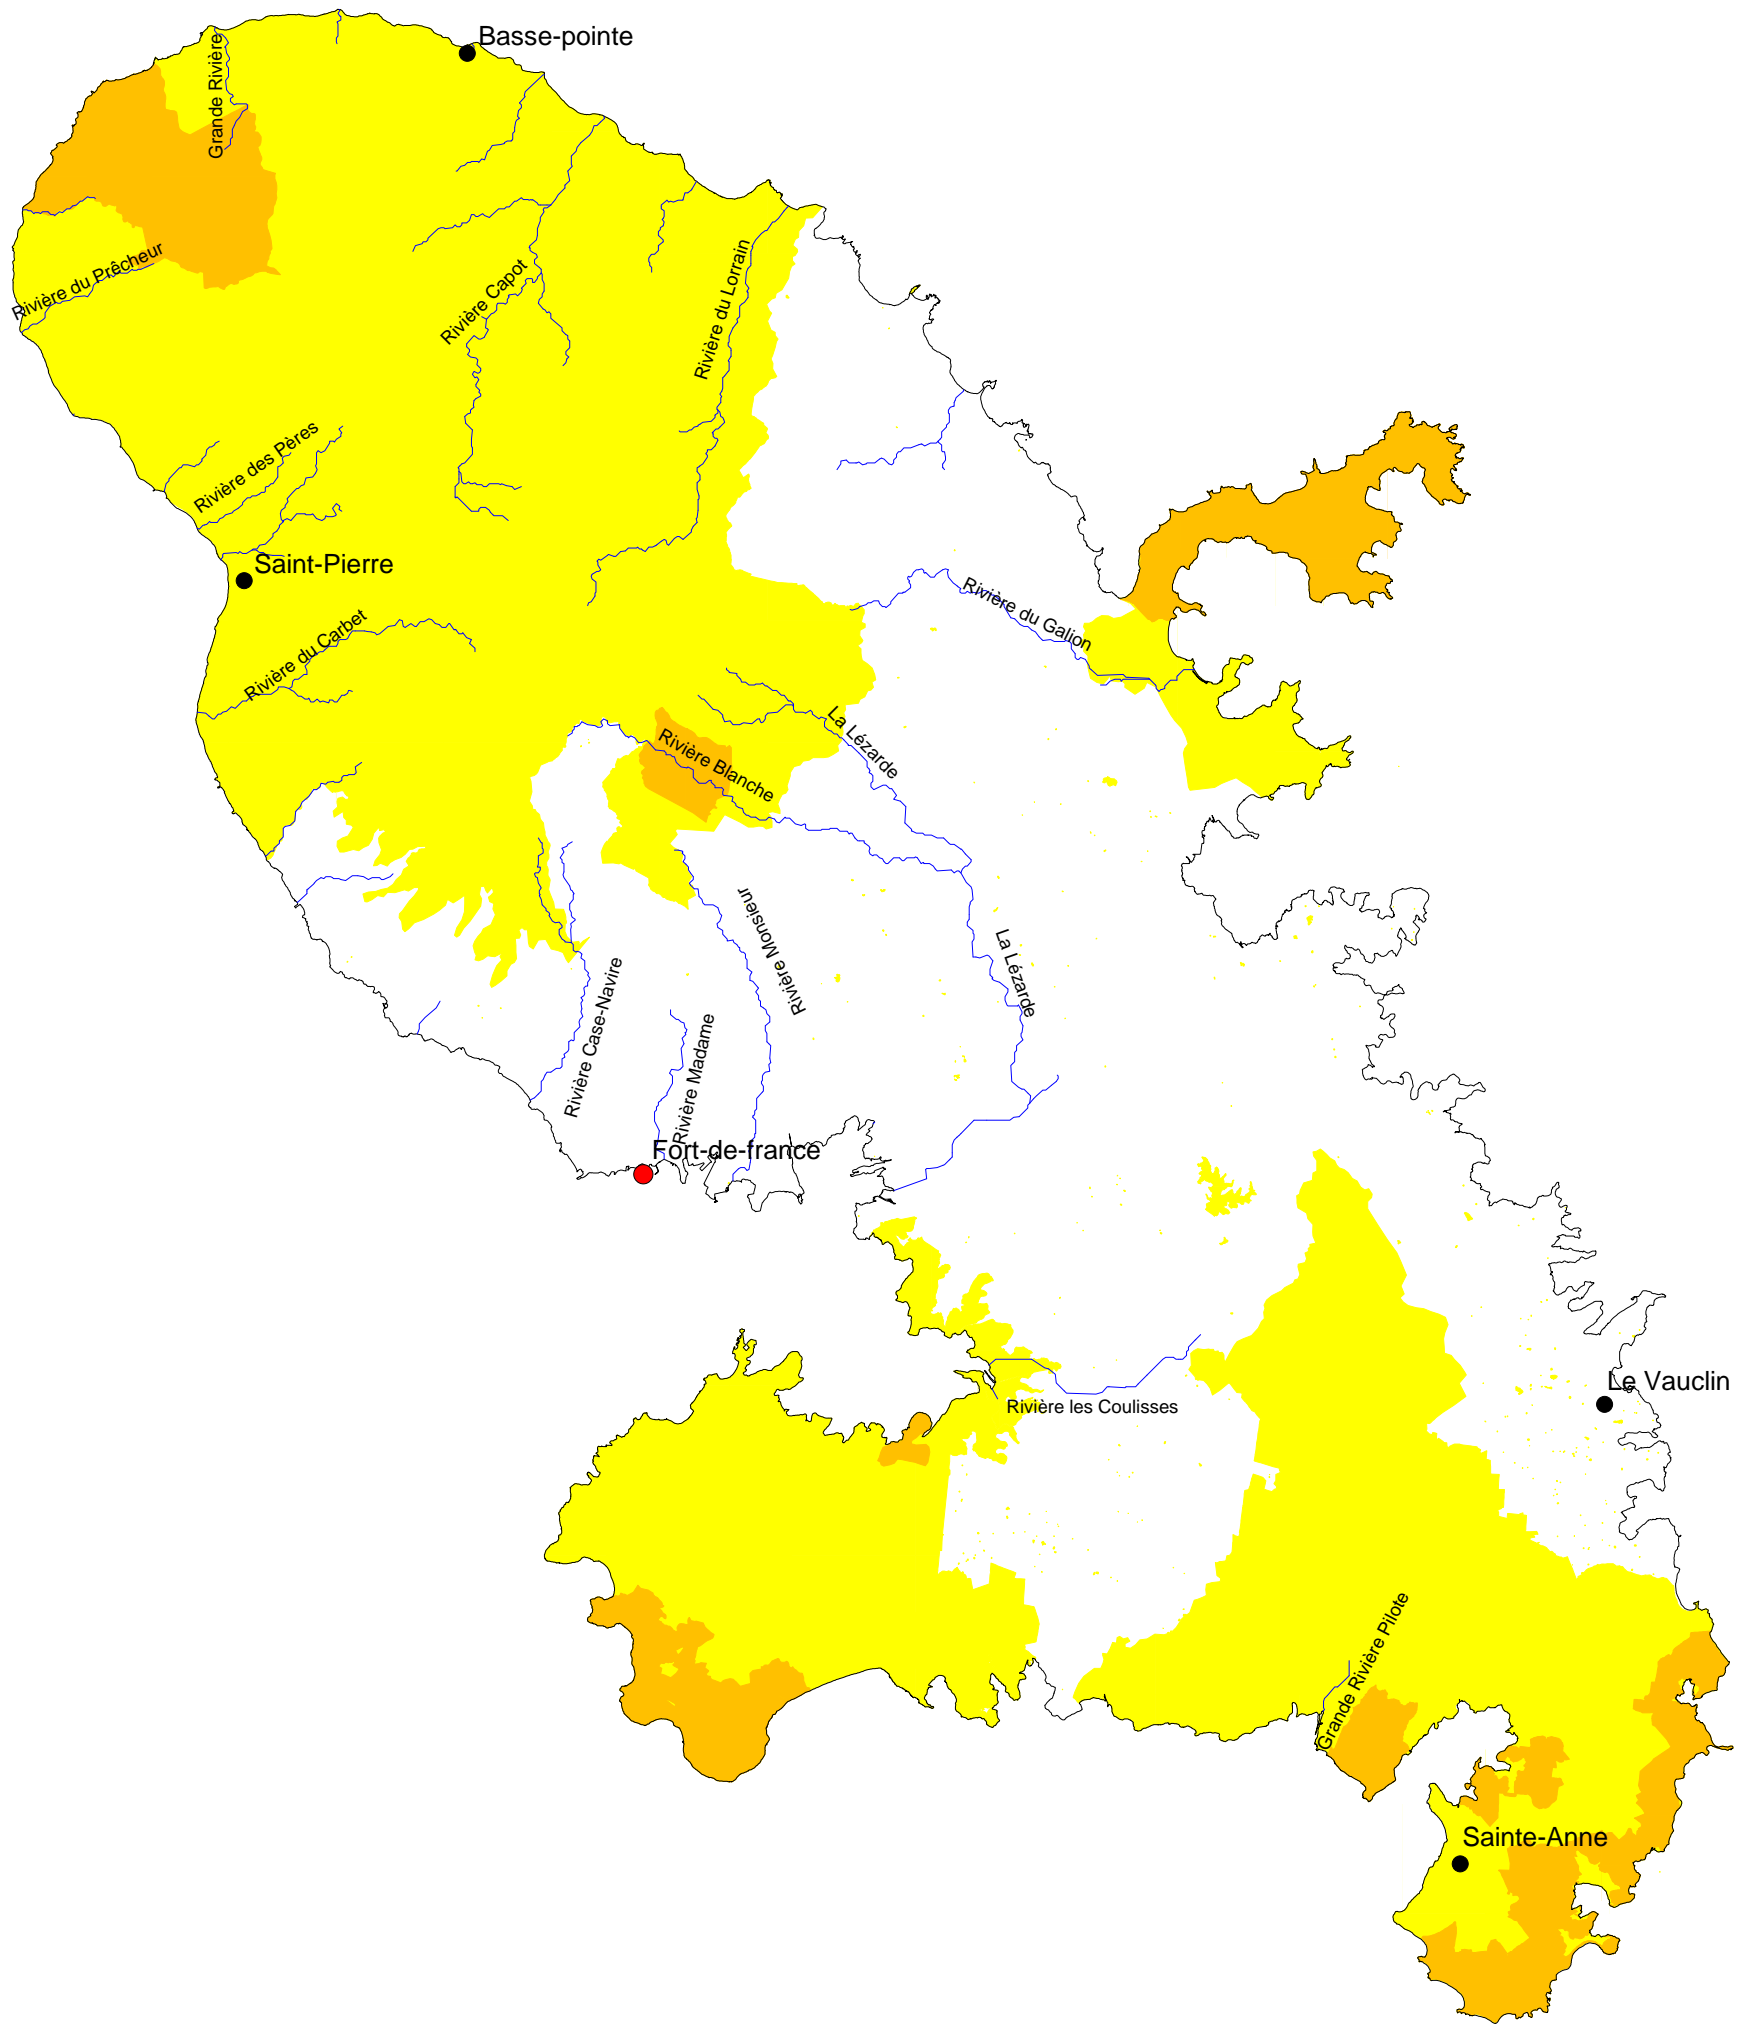 Basse-pointe
Grande Rivière
Rivière du Prêcheur
Rivière Capot
Rivière du Lorrain
Rivière des Pères
Saint-Pierre
Rivière du Galion
Rivière du Carbet
La Lézarde
Rivière Blanche
Rivière Monsieur
La Lézarde
Rivière Case-Navire
Rivière Madame
Fort-de-france
Le Vauclin
Rivière les Coulisses
Grande Rivière Pilote
Sainte-Anne